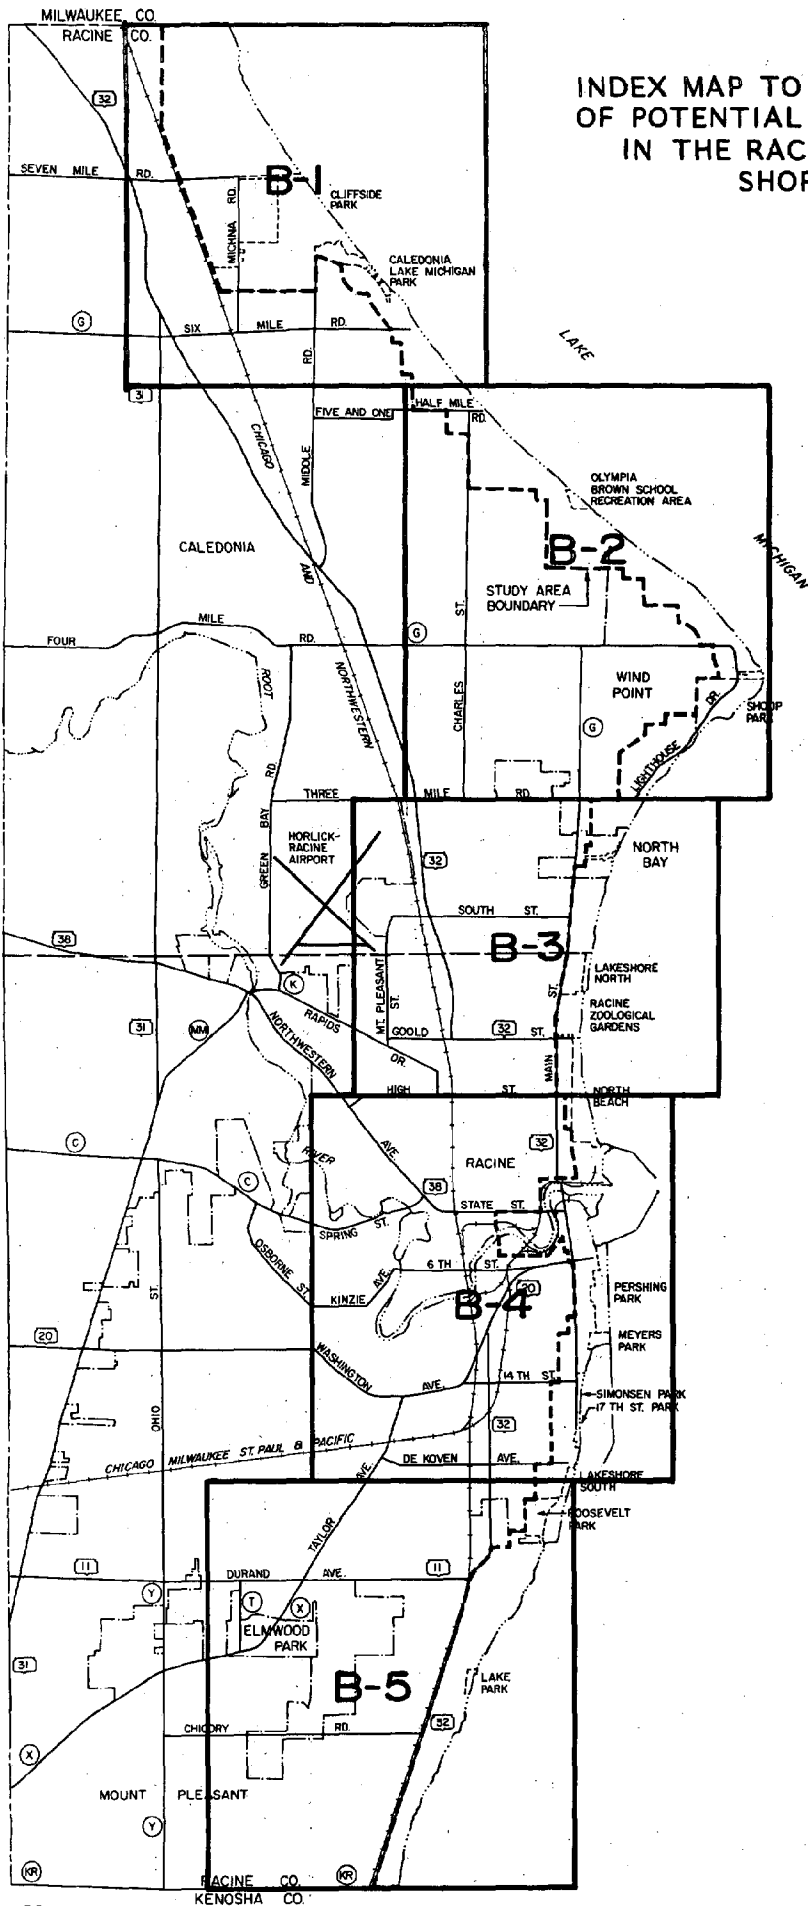 MILWAUKEE CO.
RACINE CO.
INDEX MAP TO
OF POTENTIAL
IN THE RAC
SHOR
32
SEVEN MILE RD.
B-1
MICHNA RD.
CLIFFSIDE
PARK
CALEDONIA
LAKE MICHIGAN
PARK
G
SIX MILE RD.
LAKE
31
FIVE AND ONE HALF MILE RD.
MIDDLE RD.
CHICAGO AND NORTHWESTERN
OLYMPIA
BROWN SCHOOL
RECREATION AREA
CALEDONIA
B-2
MICHIGAN
STUDY AREA
BOUNDARY
FOUR MILE RD.
G
ROOT
WIND
POINT
CHARLES ST.
G
SHOOP
PARK
LIGHTHOUSE DR.
THREE MILE RD.
GREEN BAY RD.
HORLICK-
RACINE
AIRPORT
NORTH
BAY
32
SOUTH ST.
38
B-3
MT. PLEASANT ST.
LAKESHORE
NORTH
K
RACINE
ZOOLOGICAL
GARDENS
31
MM
RAPIDS DR.
GOOLD ST.
32
NORTHWESTERN AVE.
MAIN ST.
HIGH ST.
NORTH
BEACH
C
RIVER
RACINE
32
C
38
STATE ST.
SPRING ST.
OSBORNE ST.
6 TH ST.
KINZIE AVE.
20
B-4
PERSHING
PARK
20
MEYERS
PARK
WASHINGTON AVE.
14 TH ST.
SIMONSEN PARK
17 TH ST. PARK
OHIO ST.
32
CHICAGO MILWAUKEE ST. PAUL & PACIFIC
DE KOVEN AVE.
LAKESHORE
SOUTH
ROOSEVELT
PARK
TAYLOR AVE.
11
DURAND AVE.
11
Y
T
X
ELMWOOD
PARK
31
B-5
LAKE
PARK
32
CHICORY RD.
X
MOUNT PLEASANT
Y
KR
KR
RACINE CO.
KENOSHA CO.